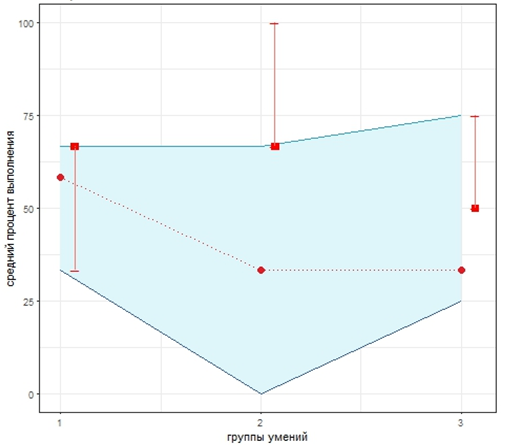 100
75
50
25
0
средний процент выполнения
1 2 3
группы умений